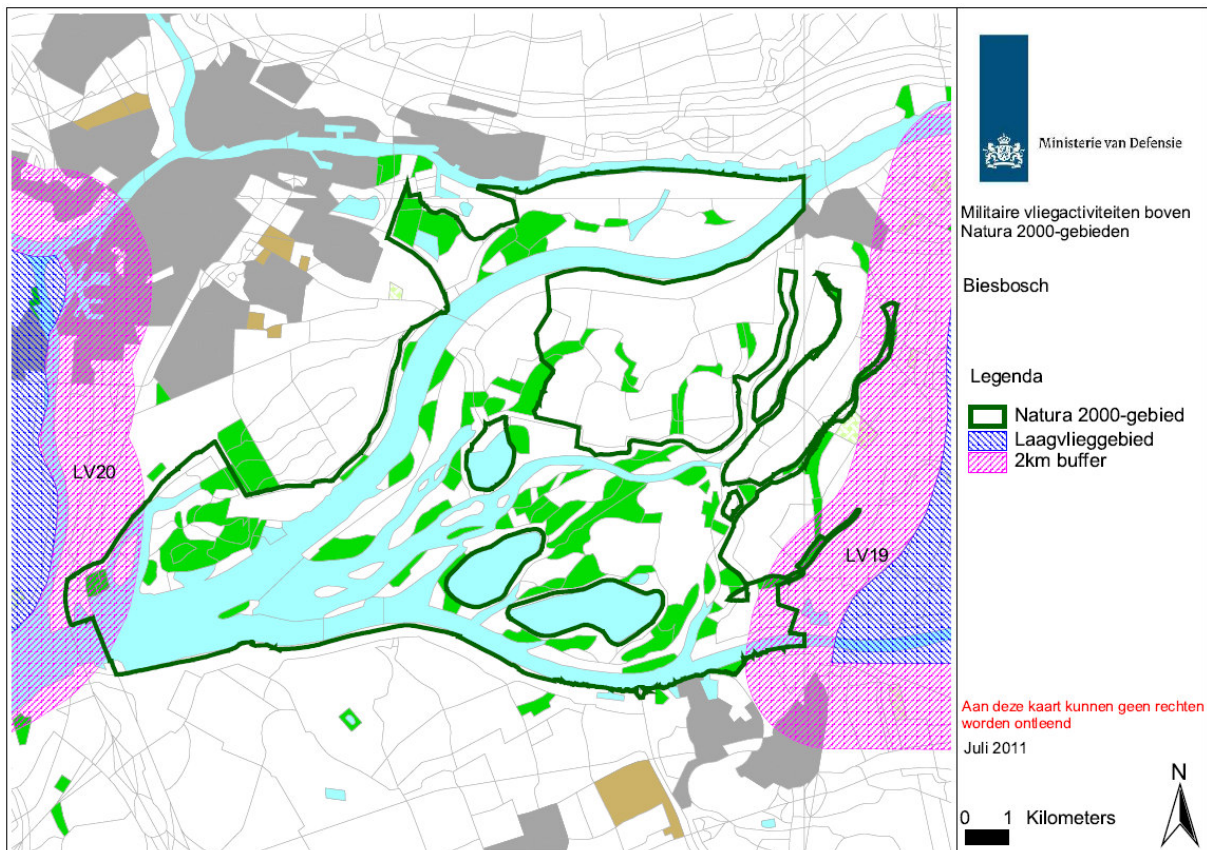 LV20
LV19
Ministerie van Defensie
Militaire vliegactiviteiten boven
Natura 2000-gebieden
Biesbosch
Legenda
Natura 2000-gebied
Laagvlieggebied
2km buffer
Aan deze kaart kunnen geen rechten
worden ontleend
Juli 2011
N
0 1 Kilometers